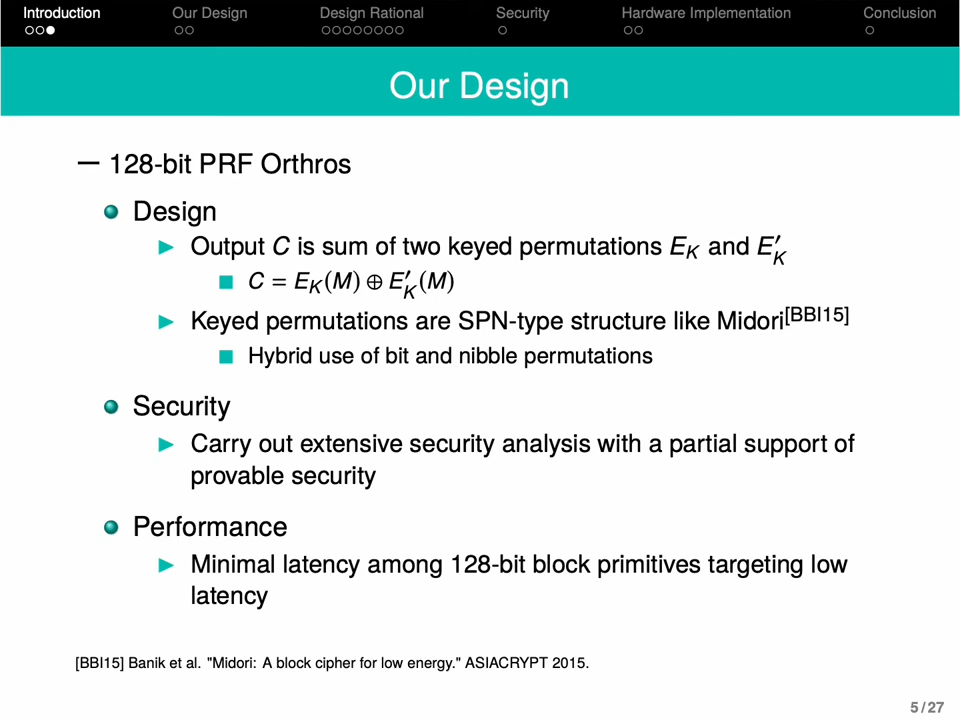 Introduction Our Design Design Rational Security Hardware Implementation Conclusion
Our Design
— 128-bit PRF Orthros
Design
Output C is sum of two keyed permutations E_K and E′_K
C = E_K(M) ⊕ E′_K(M)
Keyed permutations are SPN-type structure like Midori[BBI15]
Hybrid use of bit and nibble permutations
Security
Carry out extensive security analysis with a partial support of
provable security
Performance
Minimal latency among 128-bit block primitives targeting low
latency
[BBI15] Banik et al. "Midori: A block cipher for low energy." ASIACRYPT 2015.
5 / 27